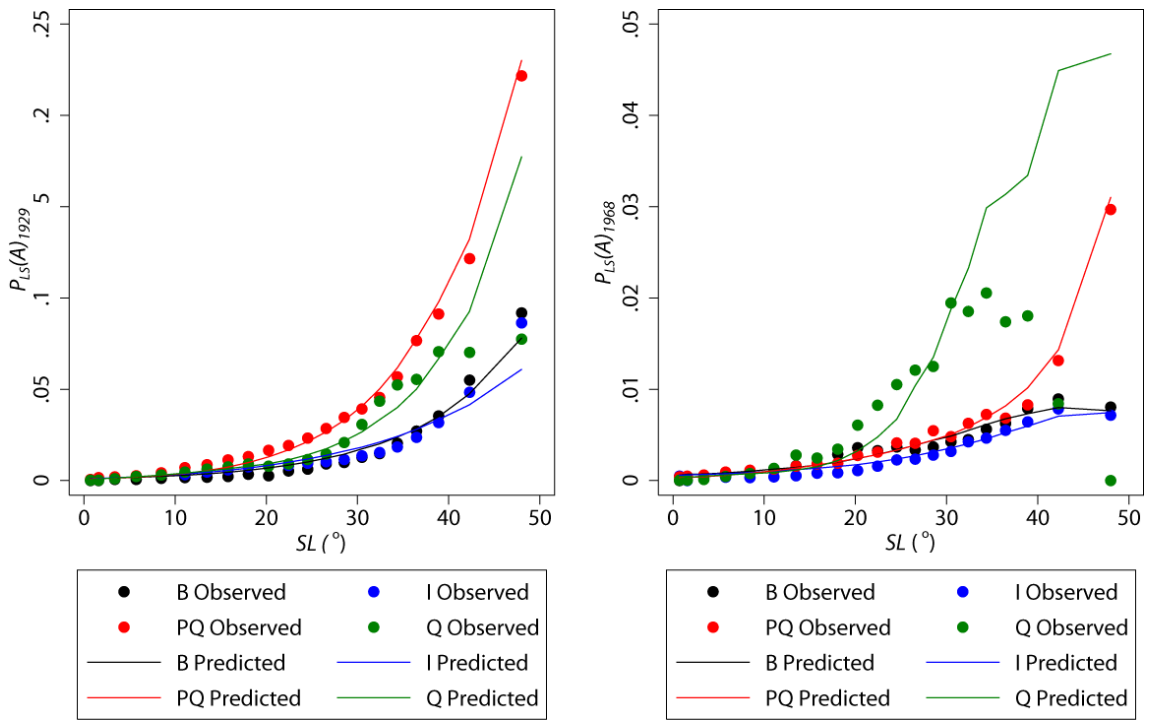 .25
.2
5
.1
.05
0
P_LS(A)_1929
0 10 20 30 40 50
SL (°)
B Observed I Observed
PQ Observed Q Observed
B Predicted I Predicted
PQ Predicted Q Predicted
.05
.04
.03
.02
.01
0
P_LS(A)_1968
0 10 20 30 40 50
SL (°)
B Observed I Observed
PQ Observed Q Observed
B Predicted I Predicted
PQ Predicted Q Predicted